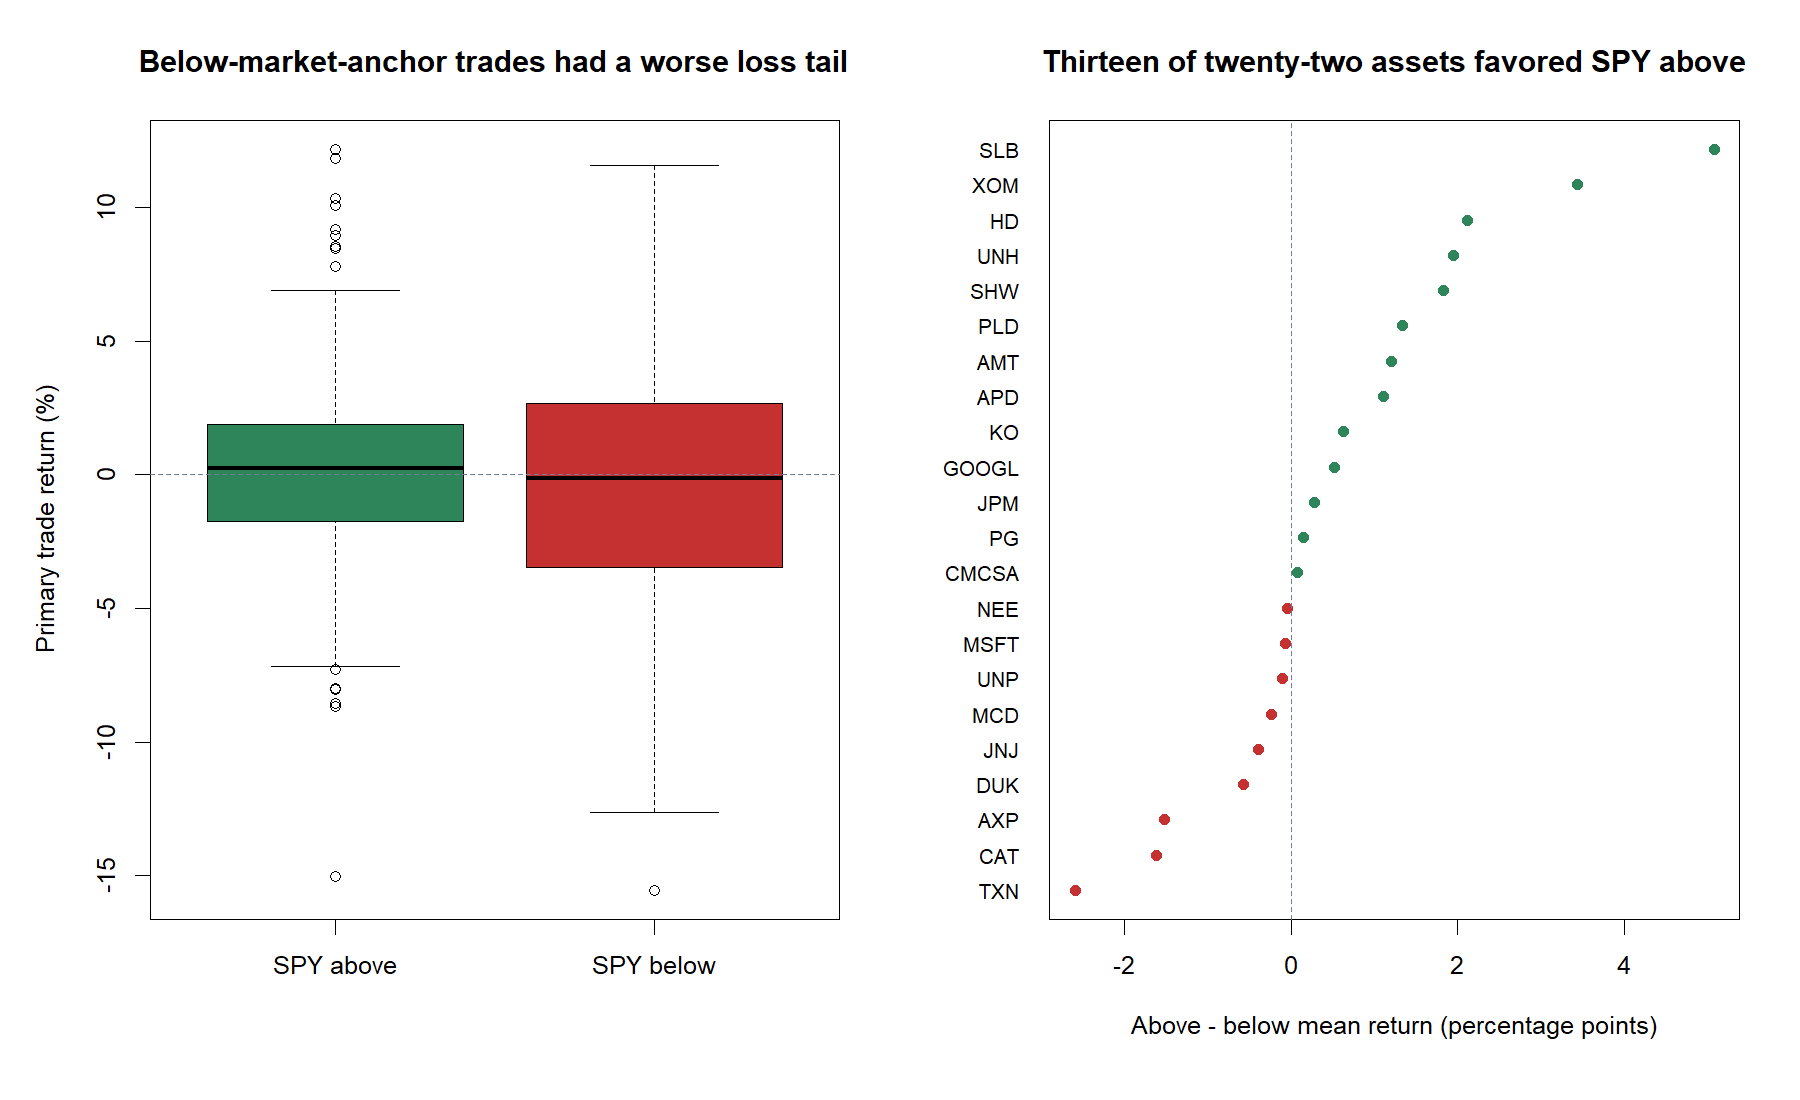 Below-market-anchor trades had a worse loss tail
Primary trade return (%)
10
5
0
-5
-10
-15
SPY above
SPY below
Thirteen of twenty-two assets favored SPY above
SLB
XOM
HD
UNH
SHW
PLD
AMT
APD
KO
GOOGL
JPM
PG
CMCSA
NEE
MSFT
UNP
MCD
JNJ
DUK
AXP
CAT
TXN
-2
0
2
4
Above - below mean return (percentage points)